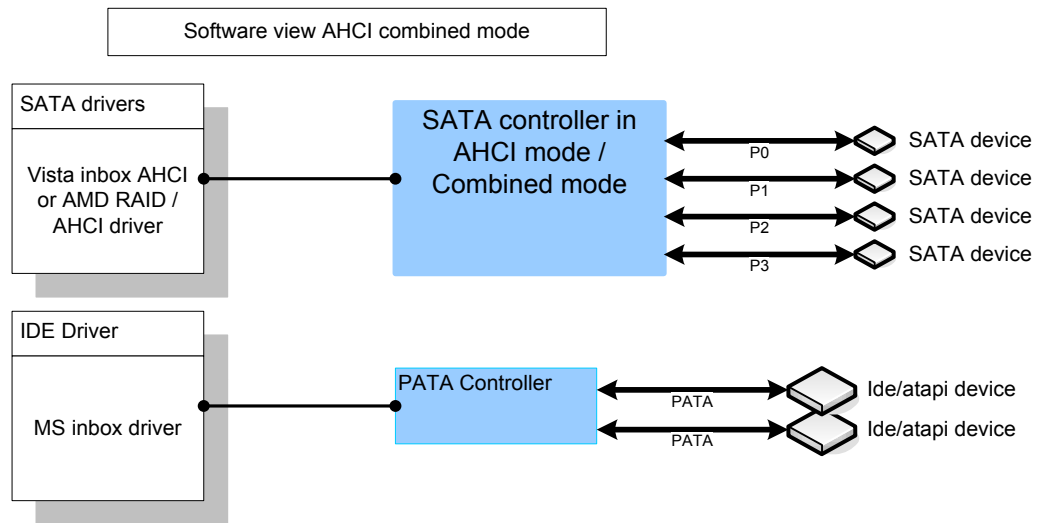 Software view AHCI combined mode
SATA drivers
Vista inbox AHCI
or AMD RAID /
AHCI driver
SATA controller in
AHCI mode /
Combined mode
P0
SATA device
P1
SATA device
P2
SATA device
P3
SATA device
IDE Driver
MS inbox driver
PATA Controller
PATA
Ide/atapi device
PATA
Ide/atapi device